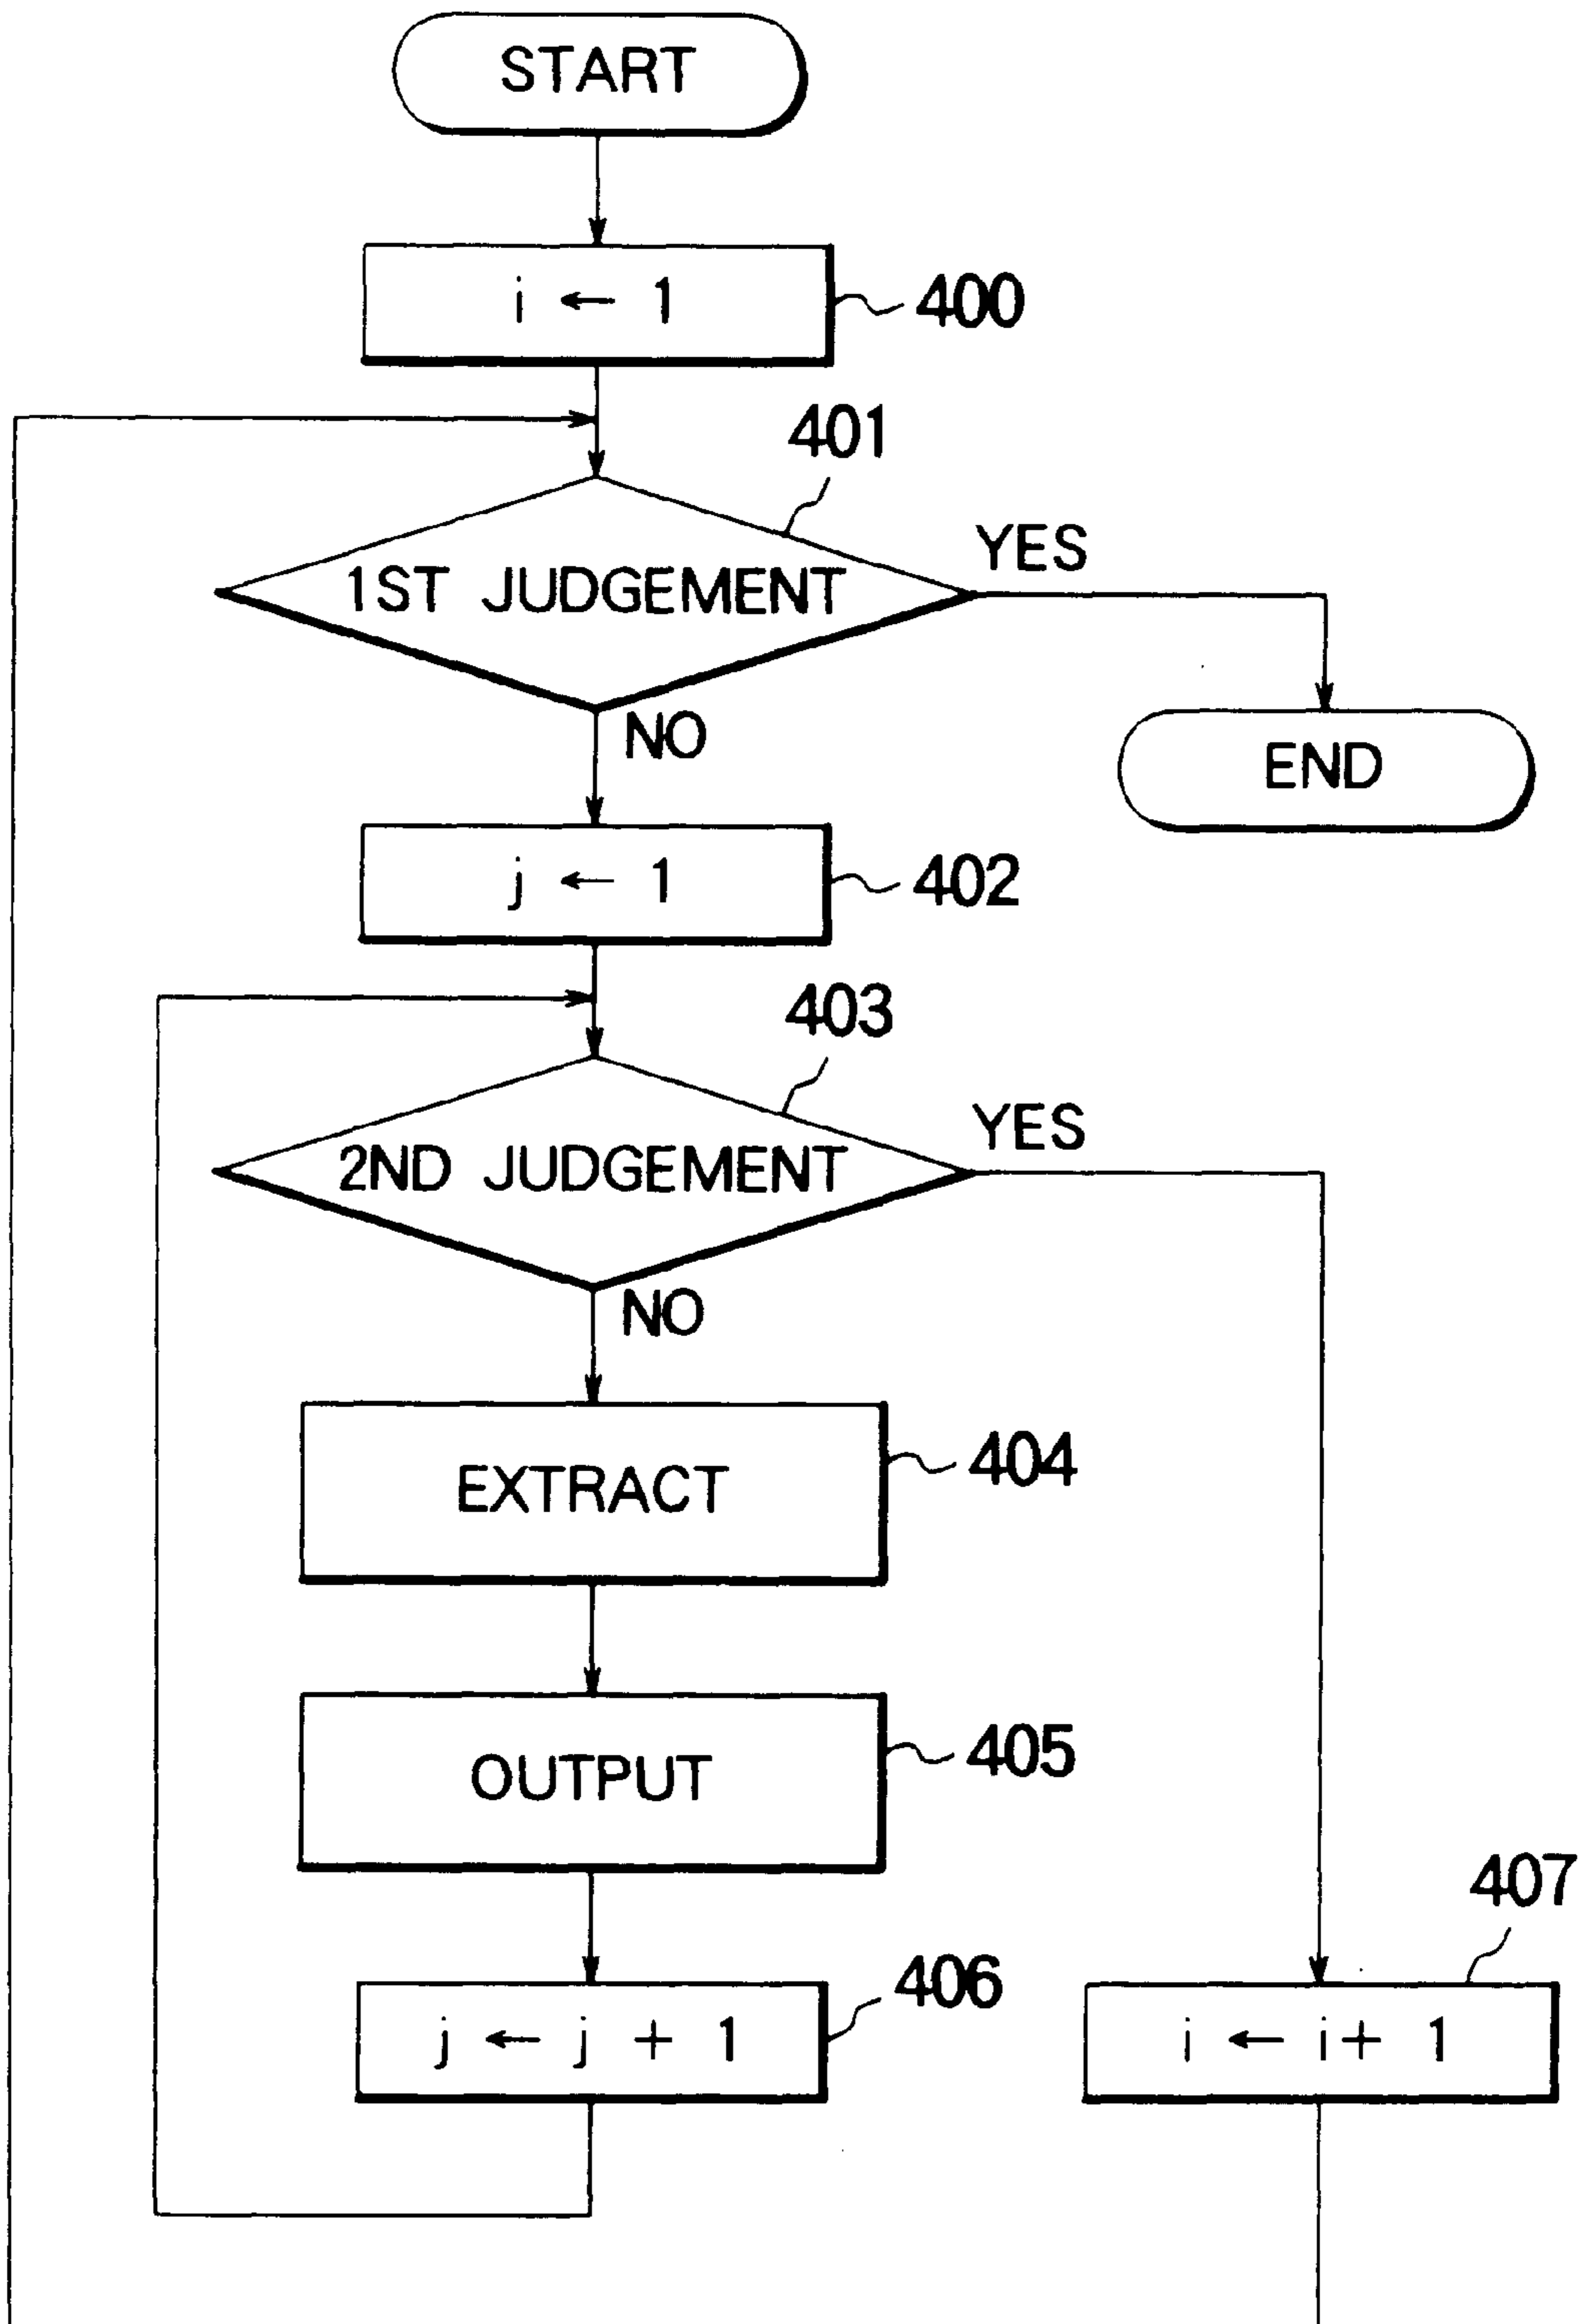 START
i ← 1
400
401
1ST JUDGEMENT
YES
NO
END
j ← 1
402
403
2ND JUDGEMENT
YES
NO
EXTRACT
404
OUTPUT
405
406
j ← j + 1
407
i ← i + 1